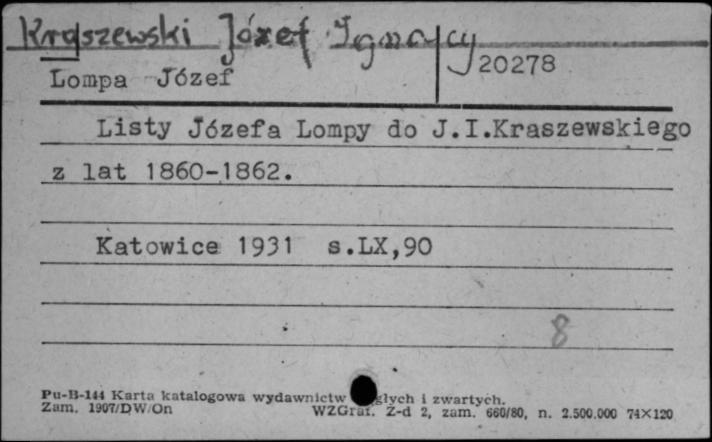 Kraszewski Józef Ignacy
20278
Lompa Józef
Listy Józefa Lompy do J.I.Kraszewskiego
z lat 1860-1862.
Katowice 1931 s.LX,90
8
Pu-B-144 Karta katalogowa wydawnictw głych i zwartych.
Zam. 1907/DW/On WZGraf. Z-d 2, zam. 660/80, n. 2.500.000 74×120